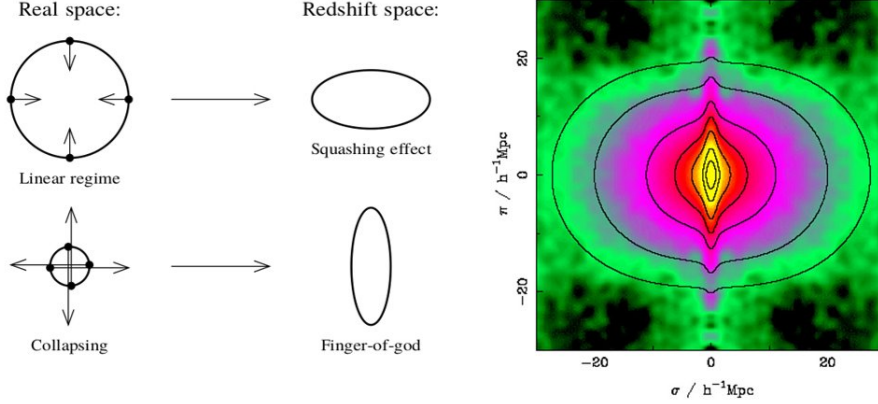 Real space:
Redshift space:
Linear regime
Squashing effect
Collapsing
Finger-of-god
π / h⁻¹Mpc
20
0
−20
−20
0
20
σ / h⁻¹Mpc